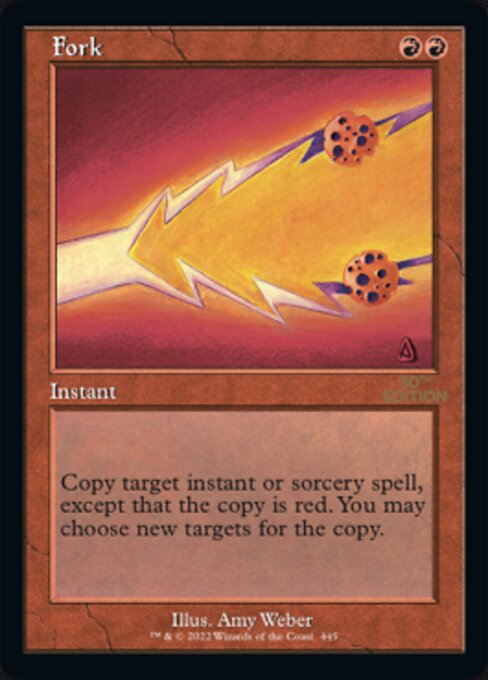 Fork
Instant
30TH
EDITION
Copy target instant or sorcery spell,
except that the copy is red. You may
choose new targets for the copy.
Illus. Amy Weber
™ & © 2022 Wizards of the Coast 445